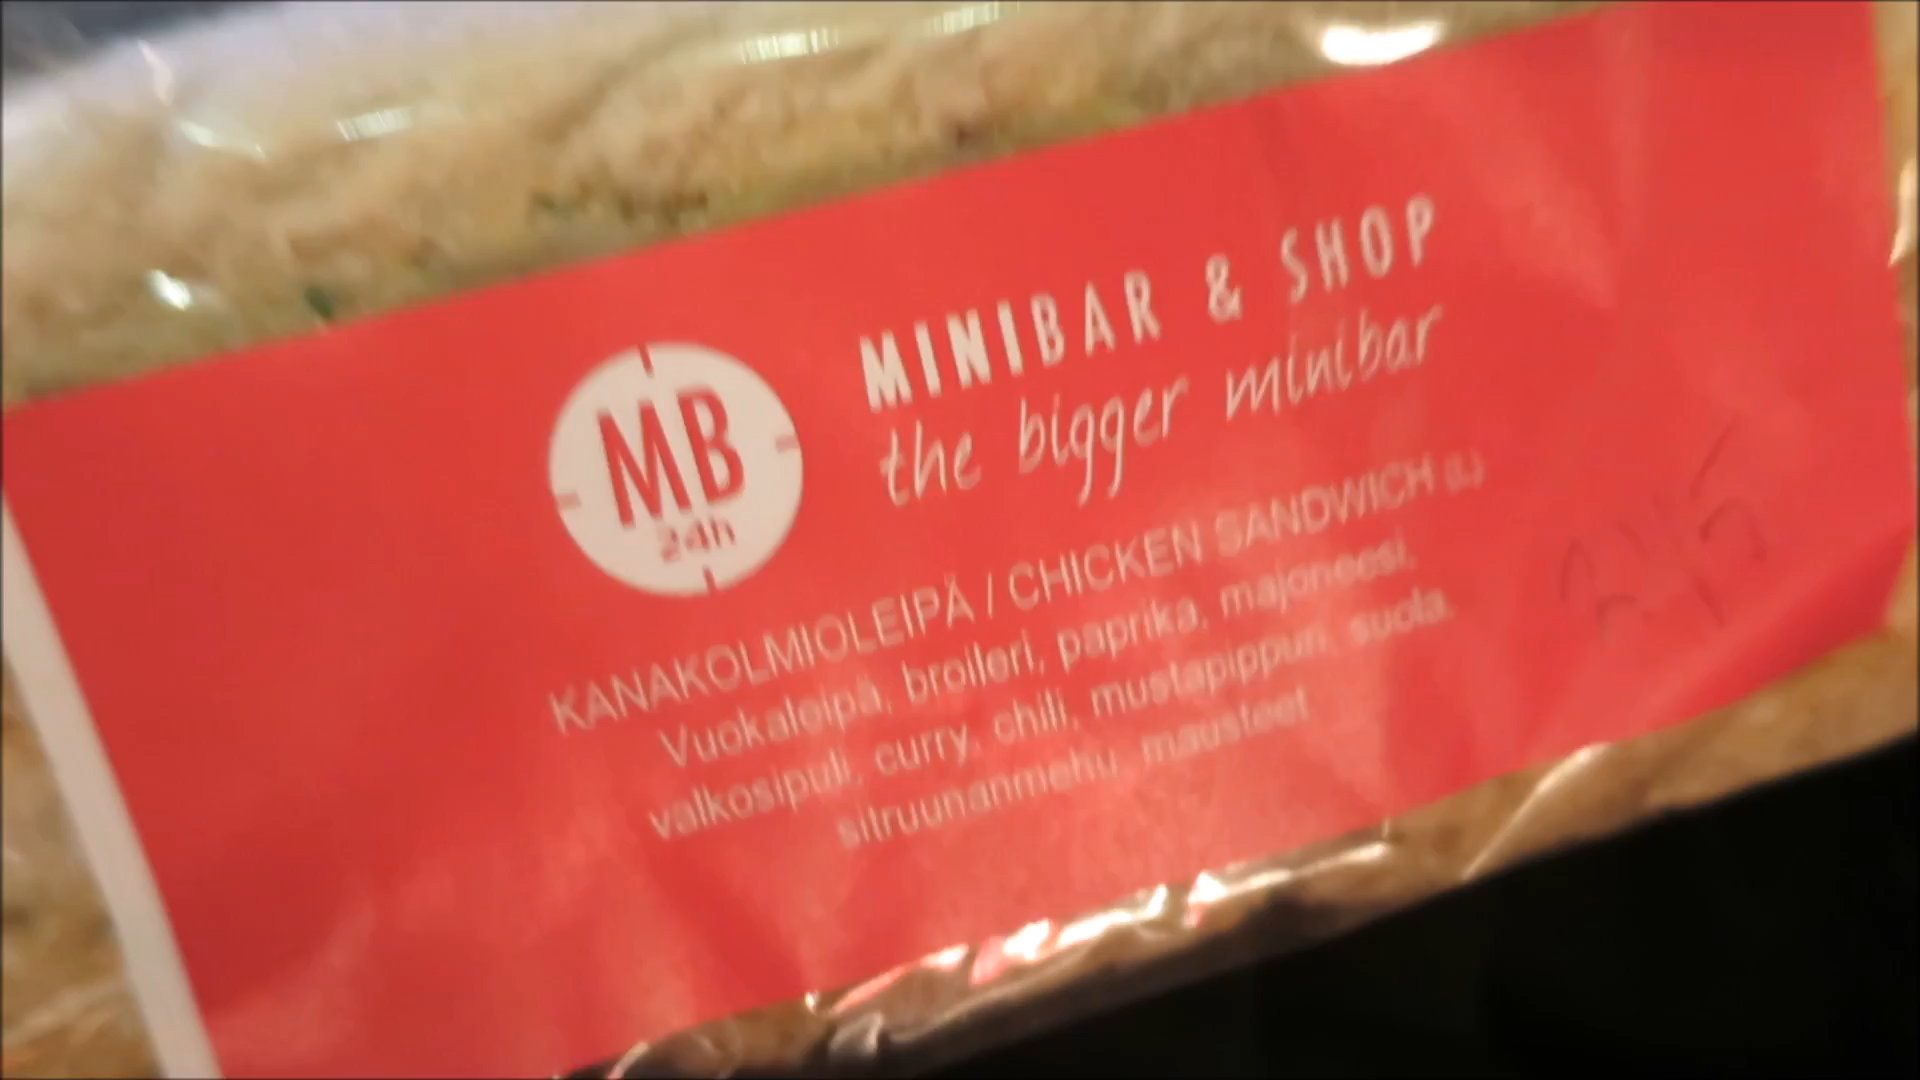 MINIBAR & SHOP
the bigger minibar
MB
24h
KANAKOLMIOLEIPÄ / CHICKEN SANDWICH (L)
Vuokaleipä, broileri, paprika, majoneesi,
valkosipuli, curry, chili, mustapippuri, suola,
sitruunanmehu, mausteet